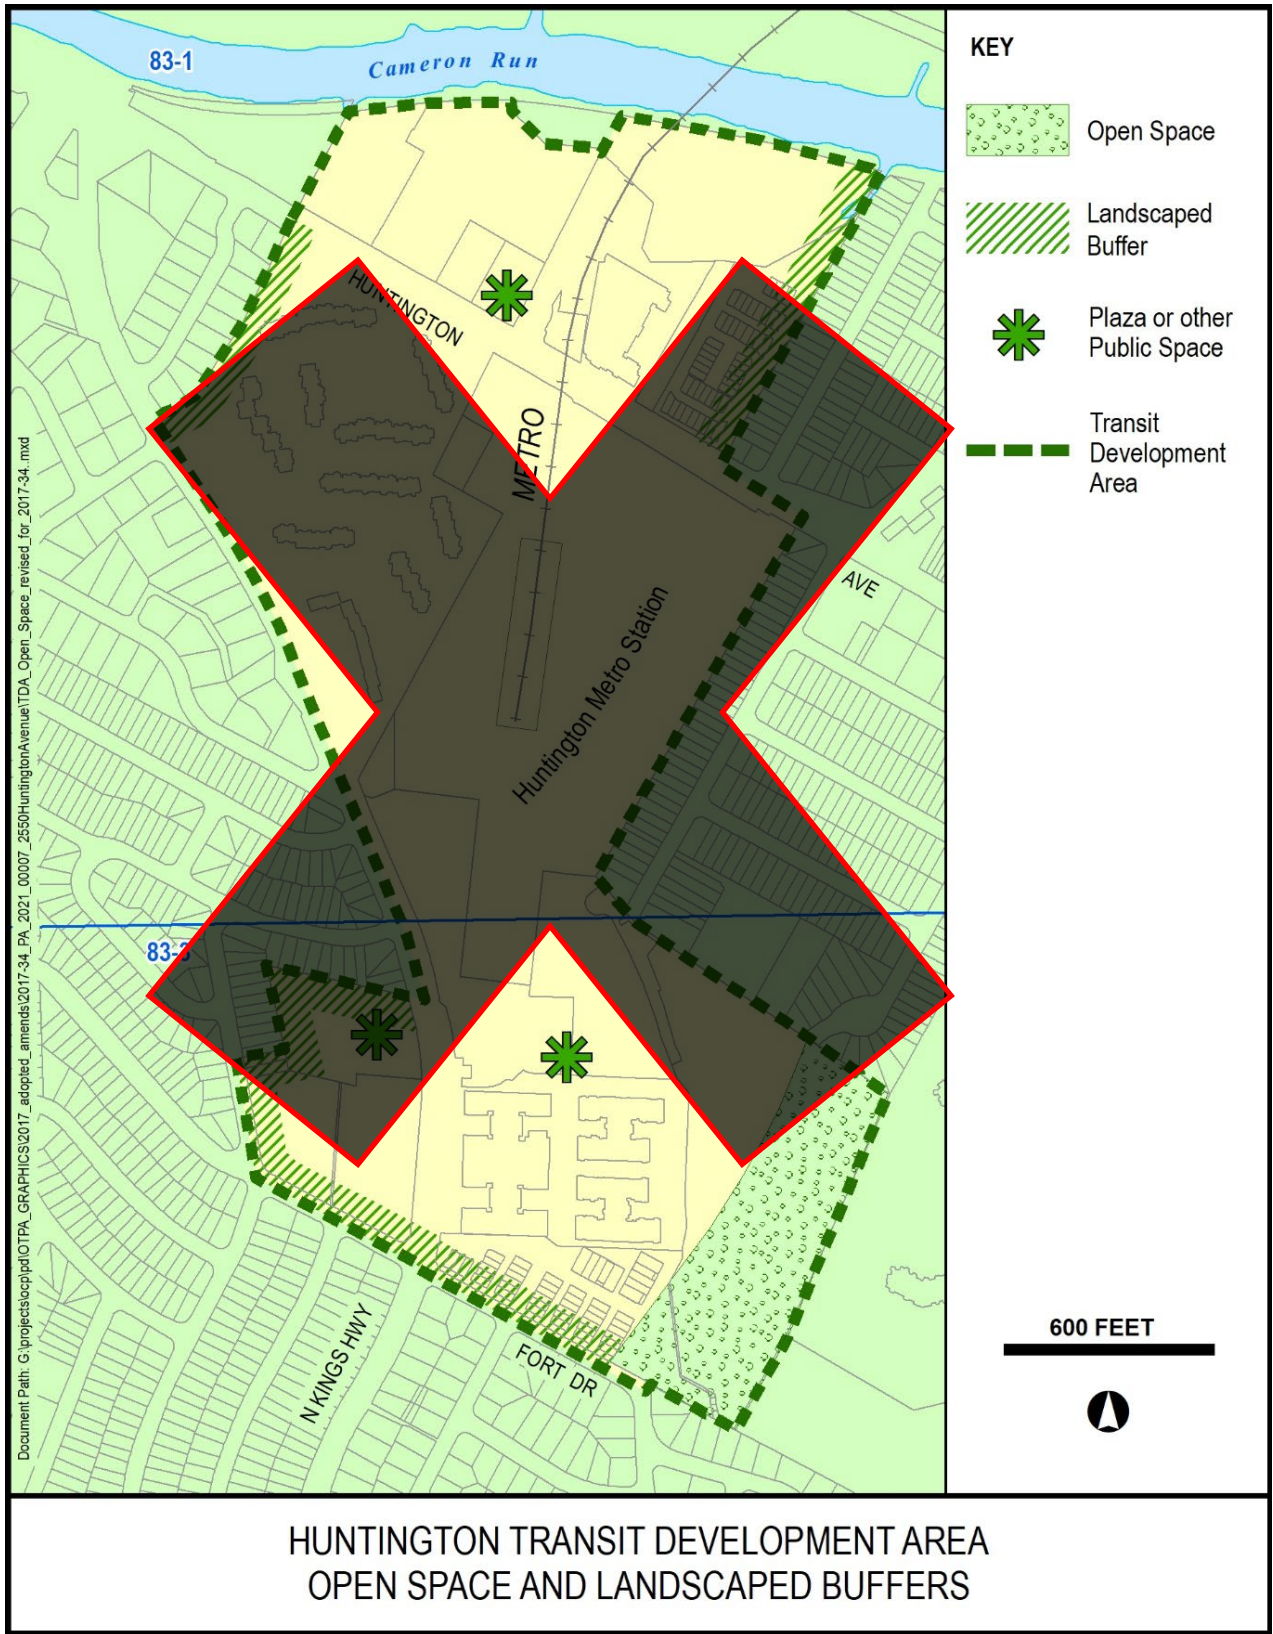 83-1
Cameron Run
HUNTINGTON
METRO
Huntington Metro Station
AVE
83-3
N KINGS HWY
FORT DR
Document Path: G:\projects\ocp\pd\OTPA_GRAPHICS\2017_adopted_amends\2017-34_PA_2021_00007_2550HuntingtonAvenue\TDA_Open_Space_revised_for_2017-34..mxd
KEY
Open Space
Landscaped
Buffer
Plaza or other
Public Space
Transit
Development
Area
600 FEET
HUNTINGTON TRANSIT DEVELOPMENT AREA
OPEN SPACE AND LANDSCAPED BUFFERS